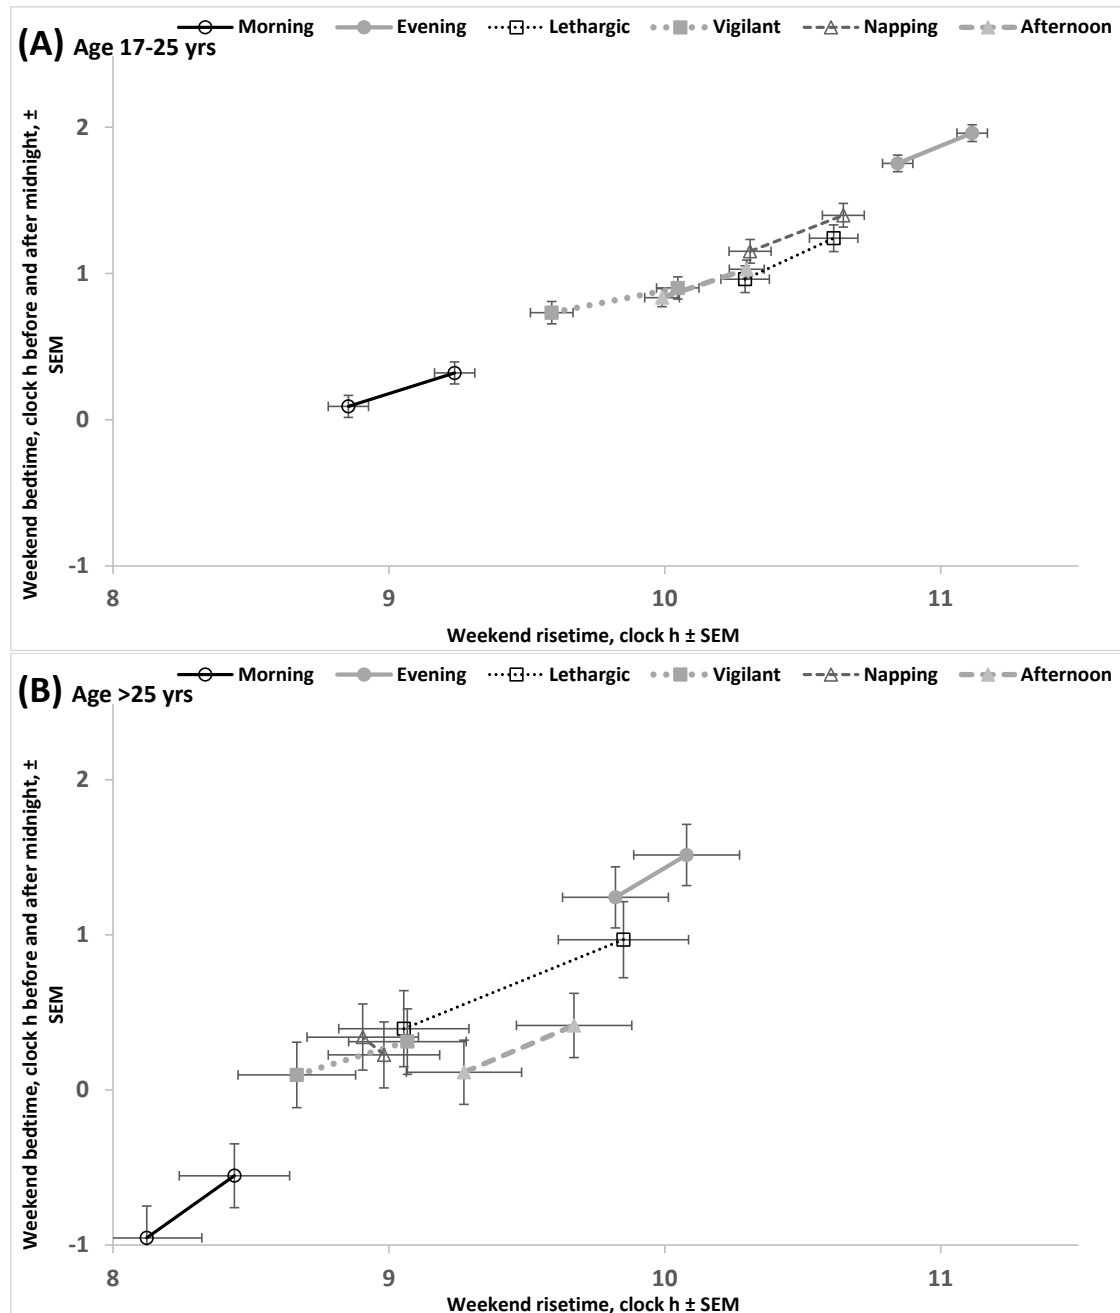 Morning Evening Lethargic Vigilant Napping Afternoon
(A) Age 17-25 yrs
Weekend bedtime, clock h before and after midnight, ±
SEM
2
1
0
-1
8 9 10 11
Weekend risetime, clock h ± SEM
Morning Evening Lethargic Vigilant Napping Afternoon
(B) Age >25 yrs
Weekend bedtime, clock h before and after midnight, ±
SEM
2
1
0
-1
8 9 10 11
Weekend risetime, clock h ± SEM